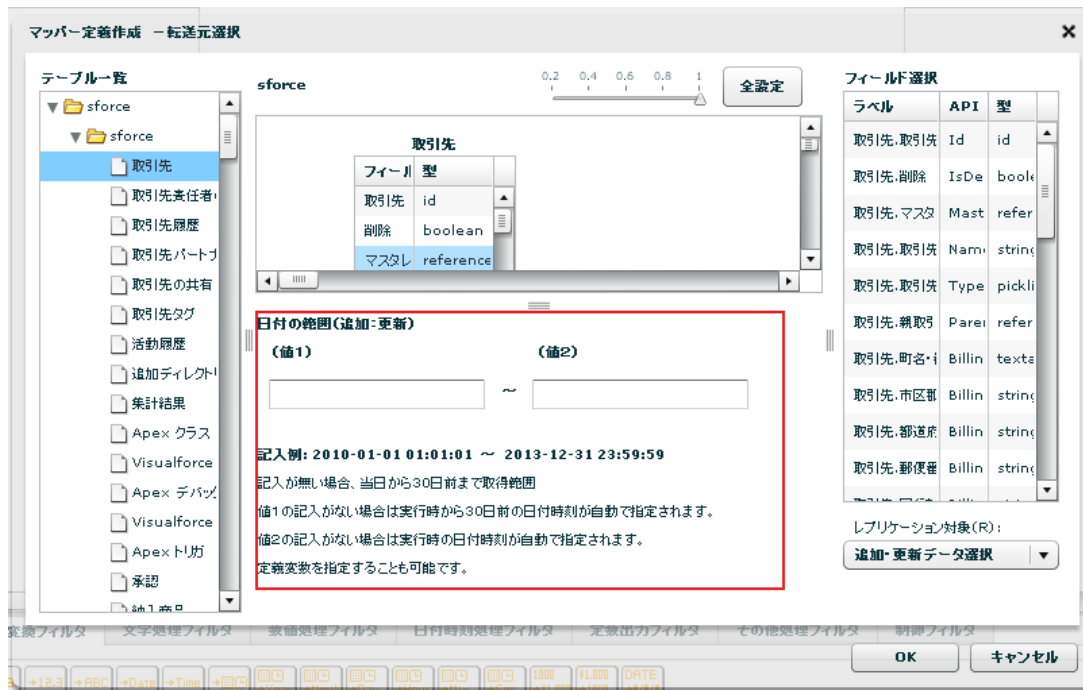 マッパー定義作成 －転送元選択
×
テーブル一覧
sforce
sforce
取引先
取引先責任者
取引先履歴
取引先パートナ
取引先の共有
取引先タグ
活動履歴
追加ディレクトリ
集計結果
Apex クラス
Visualforce
Apex デバッグ
Visualforce
Apex トリガ
承認
納入商品
sforce
0.2 0.4 0.6 0.8 1
全設定
取引先
フィール 型
取引先 id
削除 boolean
マスタレ reference
日付の範囲(追加:更新)
(値1) (値2)
～
記入例: 2010-01-01 01:01:01 ～ 2013-12-31 23:59:59
記入が無い場合、当日から30日前まで取得範囲
値1の記入がない場合は実行時から30日前の日付時刻が自動で指定されます。
値2の記入がない場合は実行時の日付時刻が自動で指定されます。
定義変数を指定することも可能です。
フィールド選択
ラベル API 型
取引先.取引先 Id id
取引先.削除 IsDe boole
取引先.マスタ Mast refer
取引先.取引先 Name string
取引先.取引先 Type pickli
取引先.親取引 Parei refer
取引先.町名・ Billin texta
取引先.市区郡 Billin string
取引先.都道府 Billin string
取引先.郵便番 Billin string
レプリケーション対象(R):
追加・更新データ選択
変換フィルタ 文字処理フィルタ 数値処理フィルタ 日付時刻処理フィルタ 定数出力フィルタ その他処理フィルタ 制御フィルタ
OK キャンセル
→12.3 →ABC →Date →Time